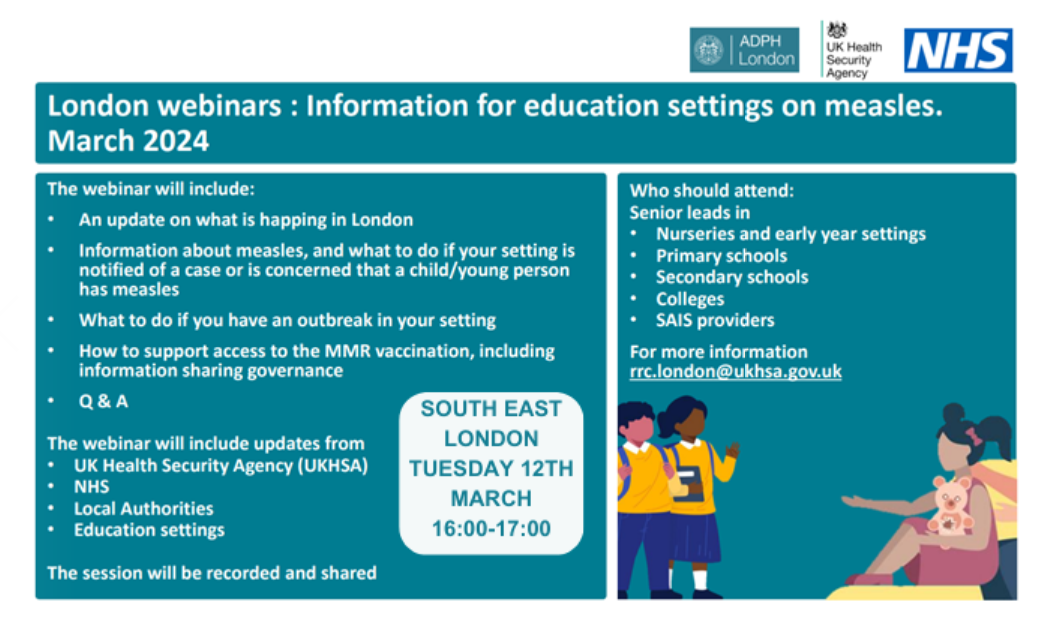 ADPH
London
UK Health
Security
Agency
NHS
London webinars : Information for education settings on measles.
March 2024
The webinar will include:
• An update on what is happing in London
• Information about measles, and what to do if your setting is
notified of a case or is concerned that a child/young person
has measles
• What to do if you have an outbreak in your setting
• How to support access to the MMR vaccination, including
information sharing governance
• Q & A
The webinar will include updates from
• UK Health Security Agency (UKHSA)
• NHS
• Local Authorities
• Education settings
The session will be recorded and shared
SOUTH EAST
LONDON
TUESDAY 12TH
MARCH
16:00-17:00
Who should attend:
Senior leads in
• Nurseries and early year settings
• Primary schools
• Secondary schools
• Colleges
• SAIS providers
For more information
rrc.london@ukhsa.gov.uk